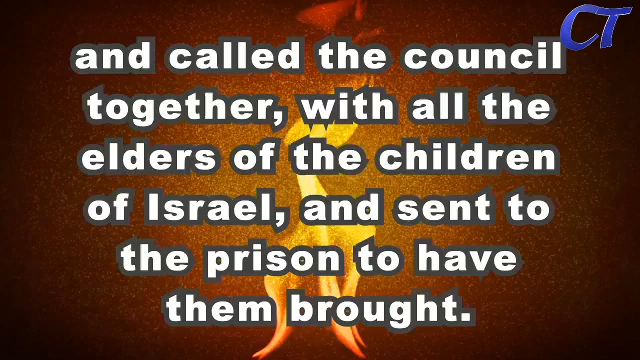 CT
and called the council
together, with all the
elders of the children
of Israel, and sent to
the prison to have
them brought.